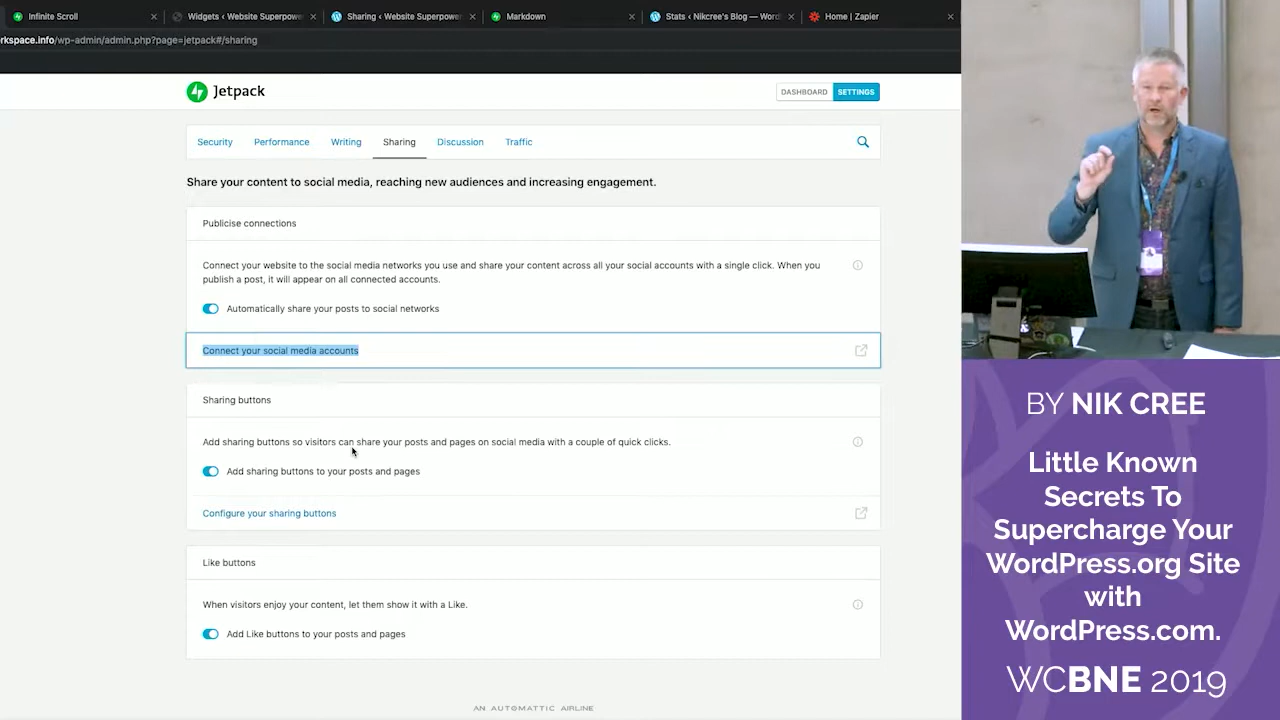 Infinite Scroll
Widgets ‹ Website Superpow
Sharing ‹ Website Superpowe
Markdown
Stats ‹ Nikcree's Blog — Word
Home | Zapier
rkspace.info/wp-admin/admin.php?page=jetpack#/sharing
Jetpack
DASHBOARD
SETTINGS
Security
Performance
Writing
Sharing
Discussion
Traffic
Share your content to social media, reaching new audiences and increasing engagement.
Publicise connections
Connect your website to the social media networks you use and share your content across all your social accounts with a single click. When you
publish a post, it will appear on all connected accounts.
Automatically share your posts to social networks
Connect your social media accounts
Sharing buttons
Add sharing buttons so visitors can share your posts and pages on social media with a couple of quick clicks.
Add sharing buttons to your posts and pages
Configure your sharing buttons
Like buttons
When visitors enjoy your content, let them show it with a Like.
Add Like buttons to your posts and pages
AN AUTOMATTIC AIRLINE
BY NIK CREE
Little Known
Secrets To
Supercharge Your
WordPress.org Site
with
WordPress.com.
WCBNE 2019